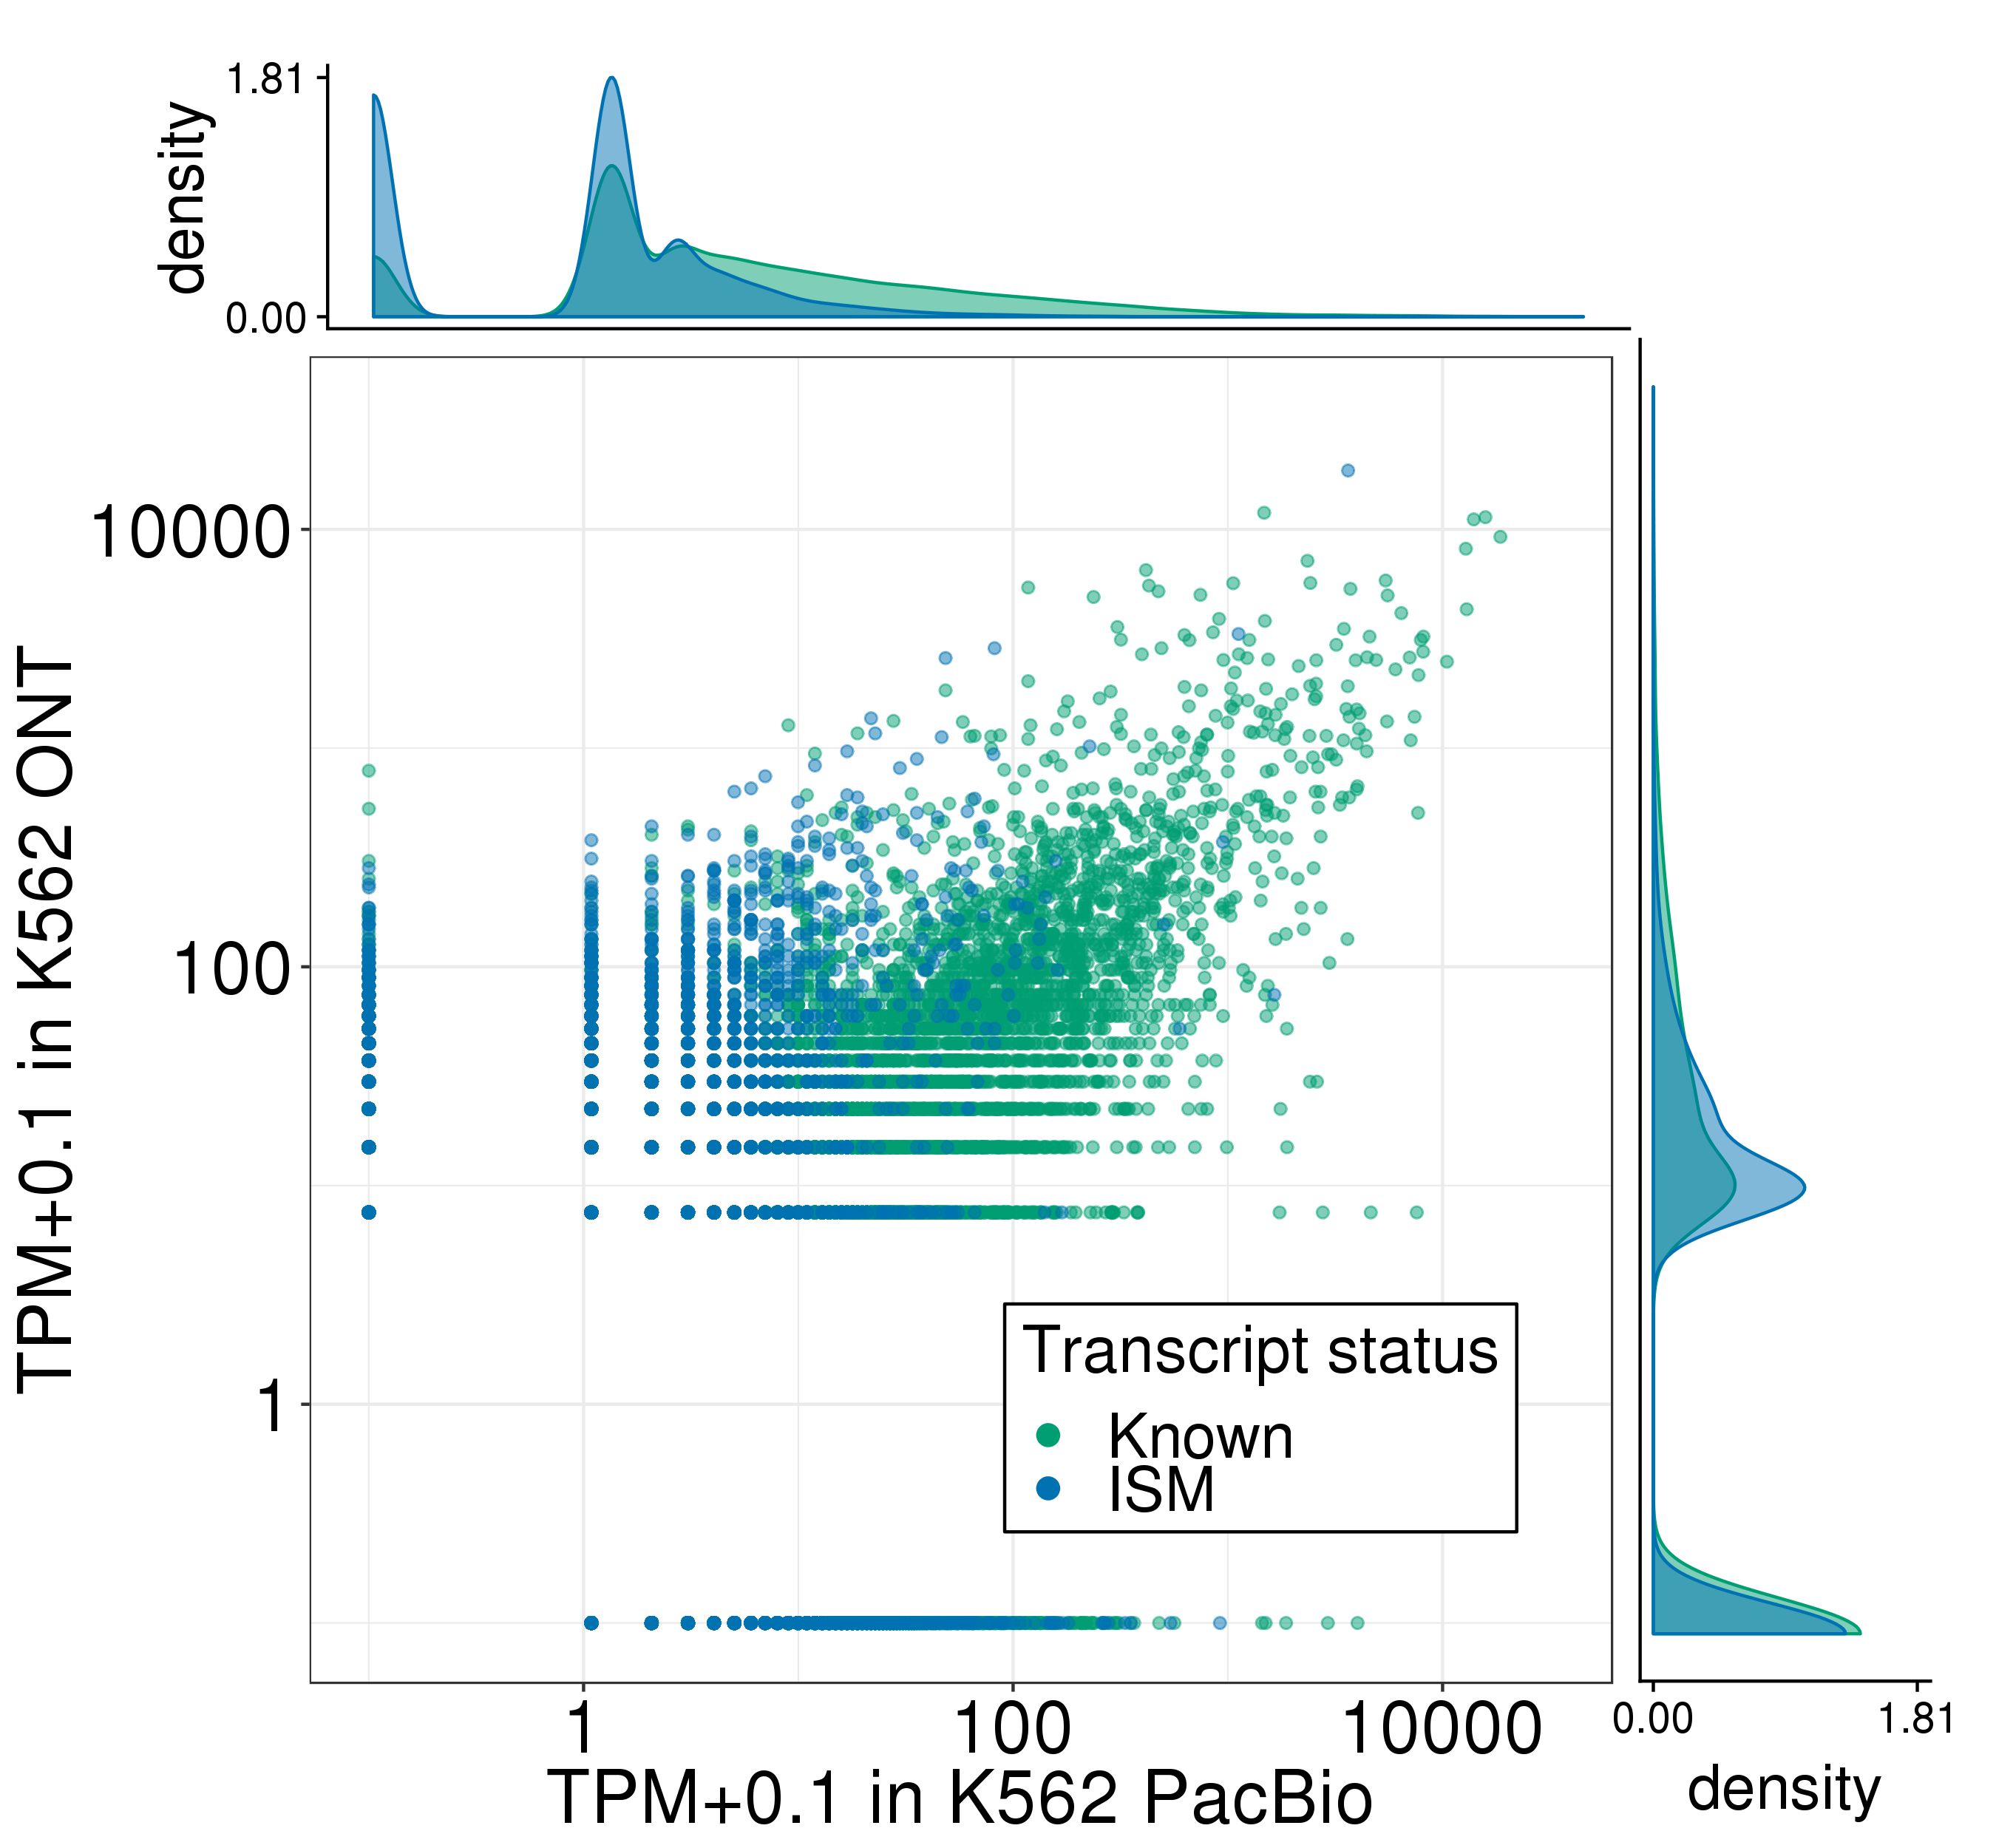 1.81
density
0.00
10000
100
1
TPM+0.1 in K562 ONT
Transcript status
Known
ISM
1
100
10000
TPM+0.1 in K562 PacBio
0.00
1.81
density